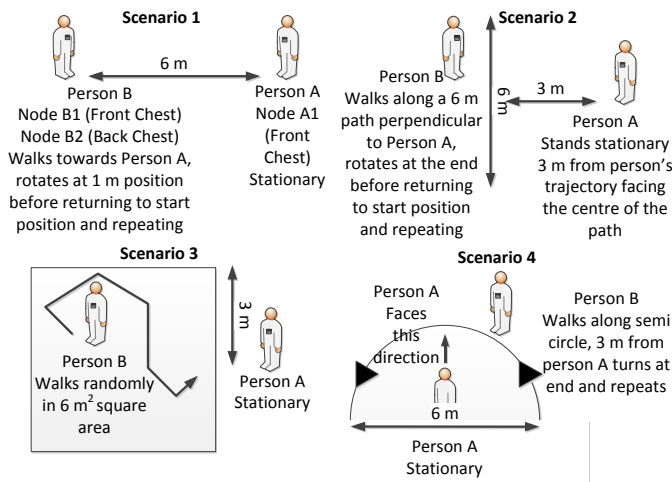 Scenario 1
6 m
Person B
Node B1 (Front Chest)
Node B2 (Back Chest)
Walks towards Person A,
rotates at 1 m position
before returning to start
position and repeating
Person A
Node A1
(Front
Chest)
Stationary
Scenario 2
Person B
Walks along a 6 m
path perpendicular
to Person A,
rotates at the end
before returning
to start position
and repeating
6 m
3 m
Person A
Stands stationary
3 m from person’s
trajectory facing
the centre of the
path
Scenario 3
Person B
Walks randomly
in 6 m² square
area
3 m
Person A
Stationary
Scenario 4
Person A
Faces
this
direction
6 m
Person A
Stationary
Person B
Walks along semi
circle, 3 m from
person A turns at
end and repeats